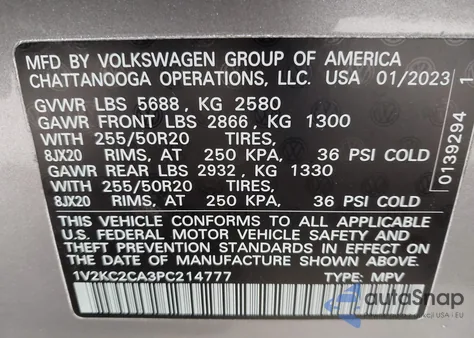 MFD BY VOLKSWAGEN GROUP OF AMERICA
CHATTANOOGA OPERATIONS, LLC. USA 01/2023
GVWR LBS 5688, KG 2580
GAWR FRONT LBS 2866, KG 1300
WITH 255/50R20 TIRES,
8JX20 RIMS, AT 250 KPA, 36 PSI COLD
GAWR REAR LBS 2932, KG 1330
WITH 255/50R20 TIRES,
8JX20 RIMS, AT 250 KPA, 36 PSI COLD
THIS VEHICLE CONFORMS TO ALL APPLICABLE
U.S. FEDERAL MOTOR VEHICLE SAFETY AND
THEFT PREVENTION STANDARDS IN EFFECT ON
THE DATE OF MANUFACTURE SHOWN ABOVE.
1V2KC2CA3PC214777 TYPE: MPV
0139294 1
autoSnap